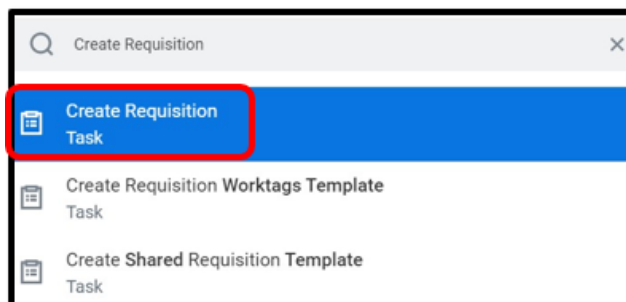 Create Requisition
Create Requisition
Task
Create Requisition Worktags Template
Task
Create Shared Requisition Template
Task